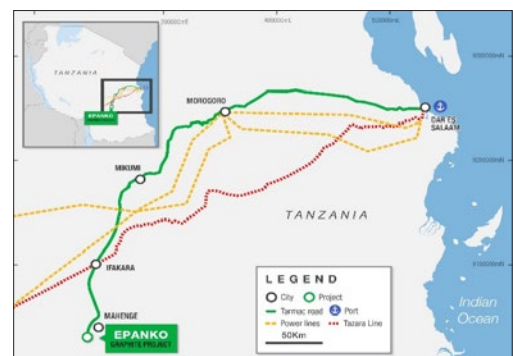 TANZANIA
EPANKO
MOROGORO
DAR ES
SALAAM
MIKUMI
TANZANIA
IFAKARA
MAHENGE
EPANKO
GRAPHITE PROJECT
LEGEND
City
Project
Tarmac road
Port
Power lines
Tazara Line
50Km
Indian
Ocean